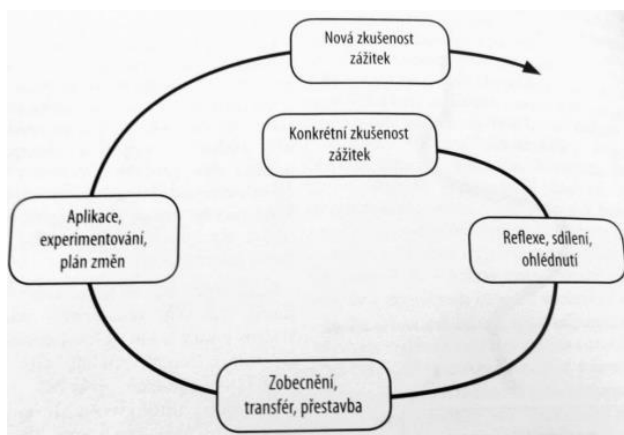 Nová zkušenost
zážitek
Konkrétní zkušenost
zážitek
Aplikace,
experimentování,
plán změn
Reflexe, sdílení,
ohlédnutí
Zobecnění,
transfér, přestavba